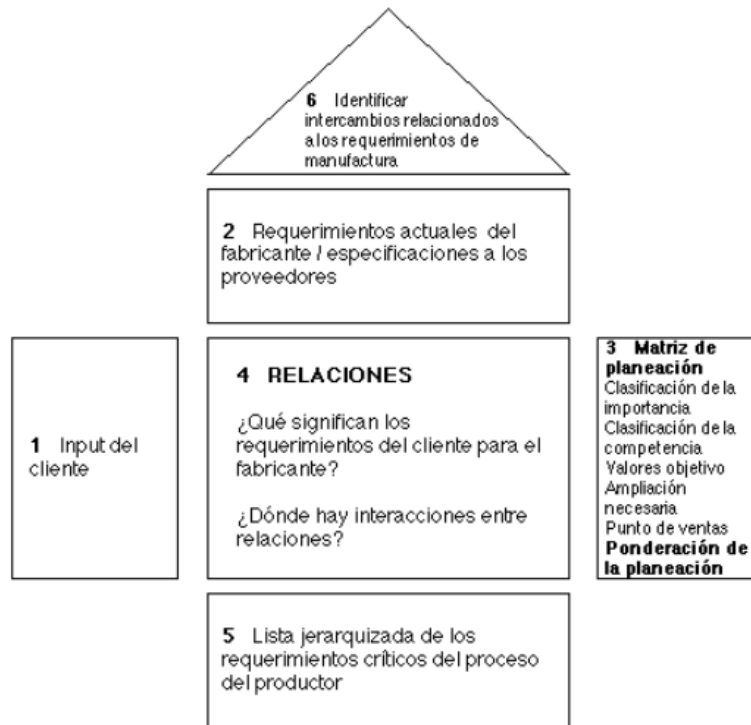 6 Identificar
intercambios relacionados
a los requerimientos de
manufactura
2 Requerimientos actuales del
fabricante / especificaciones a los
proveedores
1 Input del
cliente
4 RELACIONES
¿Qué significan los
requerimientos del cliente para el
fabricante?
¿Dónde hay interacciones entre
relaciones?
3 Matriz de
planeación
Clasificación de la
importancia
Clasificación de la
competencia
Valores objetivo
Ampliación
necesaria
Punto de ventas
Ponderación de
la planeación
5 Lista jerarquizada de los
requerimientos críticos del proceso
del productor